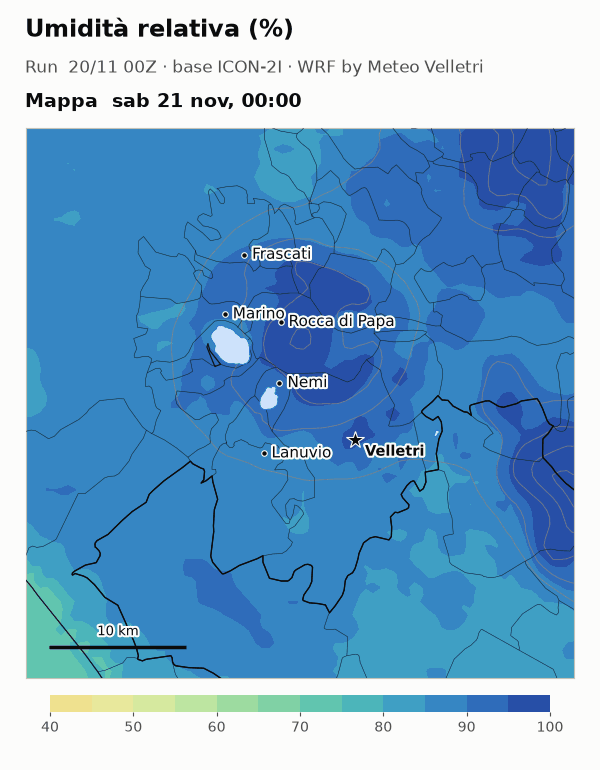 Umidità relativa (%)
Run  20/11 00Z · base ICON-2I · WRF by Meteo Velletri
Mappa  sab 21 nov, 00:00
Frascati
Marino
Rocca di Papa
Nemi
Velletri
Lanuvio
10 km
40 50 60 70 80 90 100